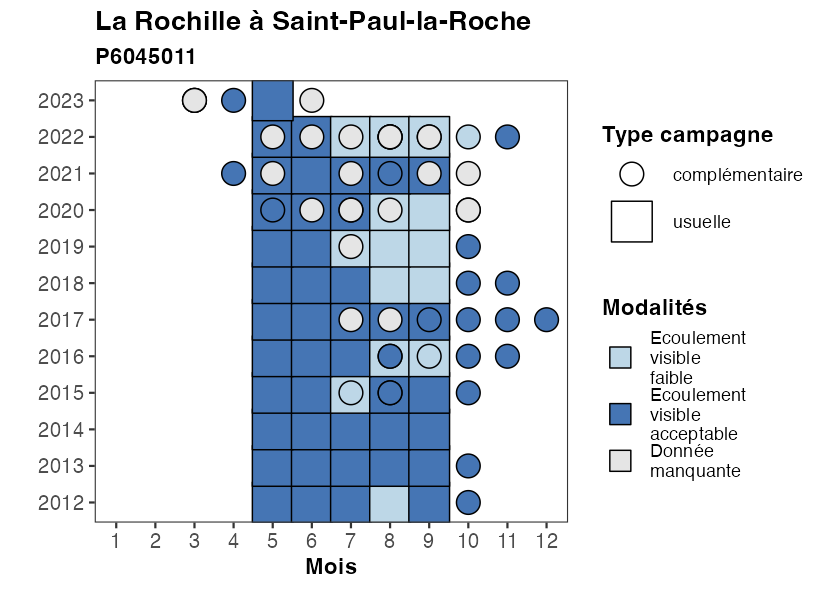 La Rochille à Saint-Paul-la-Roche
P6045011
2023
2022
2021
2020
2019
2018
2017
2016
2015
2014
2013
2012
1 2 3 4 5 6 7 8 9 10 11 12
Mois
Type campagne
complémentaire
usuelle
Modalités
Ecoulement
visible
faible
Ecoulement
visible
acceptable
Donnée
manquante